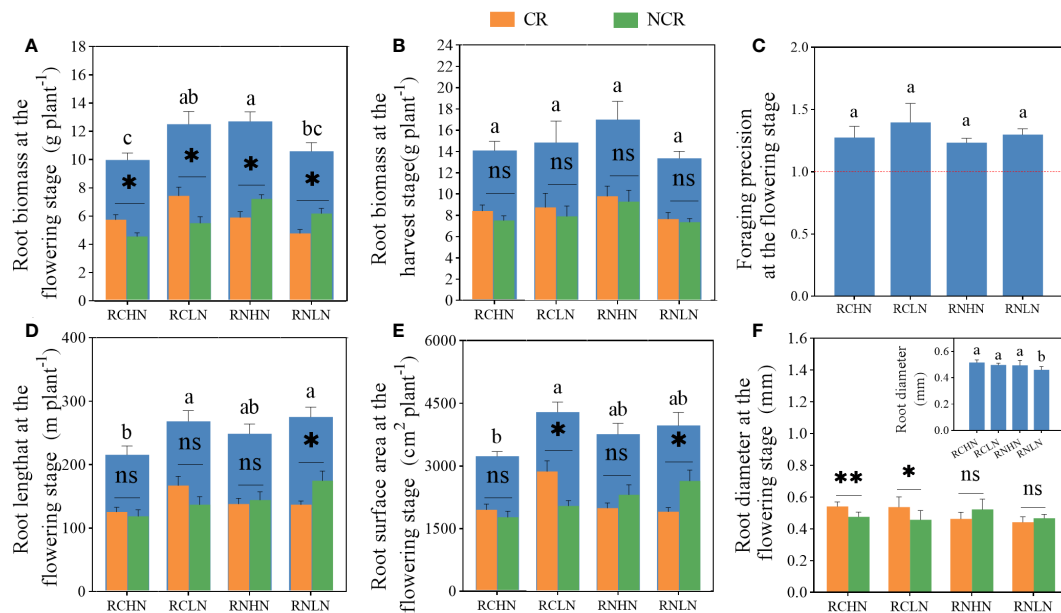 CR NCR
A
Root biomass at the
flowering stage (g plant-1)
18
16
14
12
10
8
6
4
2
0
c ab a bc
* * * *
RCHN RCLN RNHN RNLN
B
Root biomass at the
harvest stage(g plant-1)
24
22
20
18
16
14
12
10
8
6
4
2
0
a a a a
ns ns ns ns
RCHN RCLN RNHN RNLN
C
Foraging precision
at the flowering stage
2.0
1.5
1.0
0.5
0.0
a a a a
RCHN RCLN RNHN RNLN
D
Root lengthat at the
flowering stage (m plant-1)
400
300
200
100
0
b a ab a
ns ns ns *
RCHN RCLN RNHN RNLN
E
Root surface area at the
flowering stage (cm2 plant-1)
6000
4500
3000
1500
0
b a ab ab
ns * ns *
RCHN RCLN RNHN RNLN
F
Root diameter at the
flowering stage (mm)
1.6
1.4
1.2
1.0
0.8
0.6
0.4
0.2
0.0
** * ns ns
RCHN RCLN RNHN RNLN
Root diameter
(mm)
0.6
0.4
0.2
0.0
a a a b
RCHN RCLN RNHN RNLN